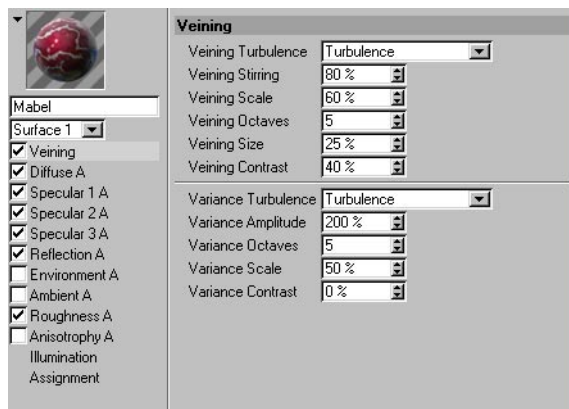 Mabel
Surface 1
Veining
Diffuse A
Specular 1 A
Specular 2 A
Specular 3 A
Reflection A
Environment A
Ambient A
Roughness A
Anisotrophy A
Illumination
Assignment
Veining
Veining Turbulence Turbulence
Veining Stirring 80 %
Veining Scale 60 %
Veining Octaves 5
Veining Size 25 %
Veining Contrast 40 %
Variance Turbulence Turbulence
Variance Amplitude 200 %
Variance Octaves 5
Variance Scale 50 %
Variance Contrast 0 %